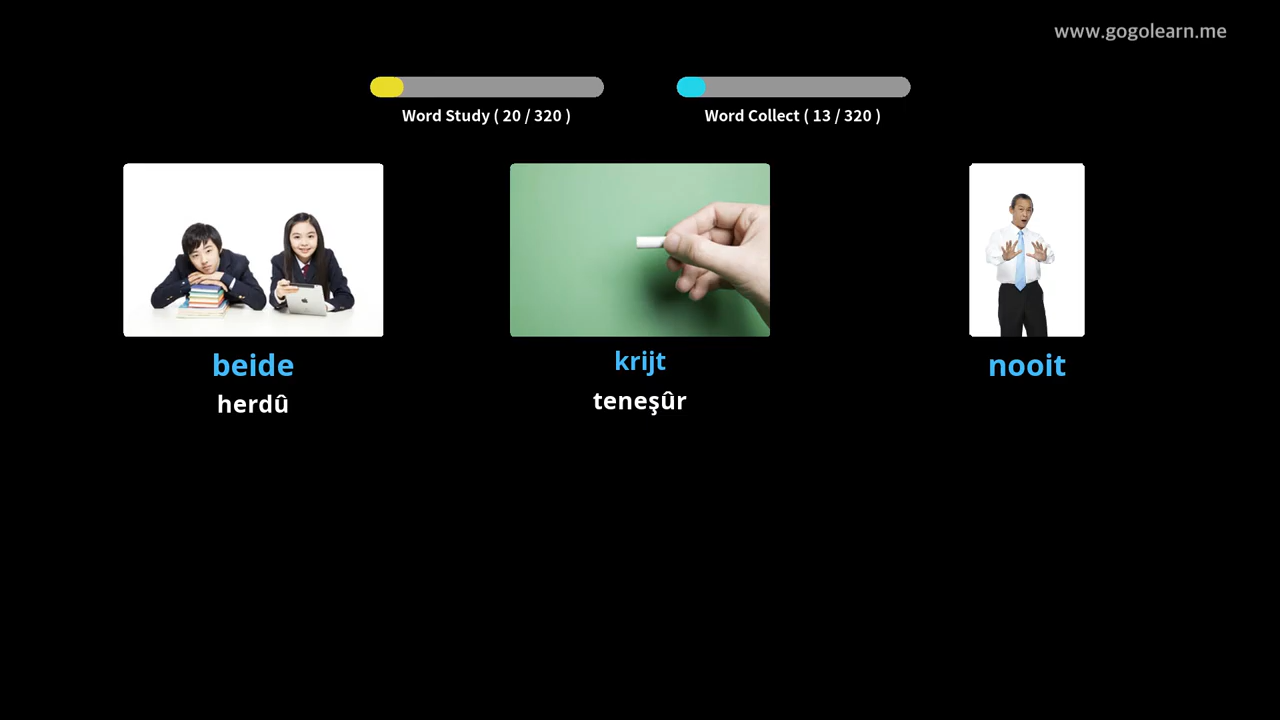 www.gogolearn.me
Word Study ( 20 / 320 )
Word Collect ( 13 / 320 )
beide
krijt
nooit
herdû
teneşûr